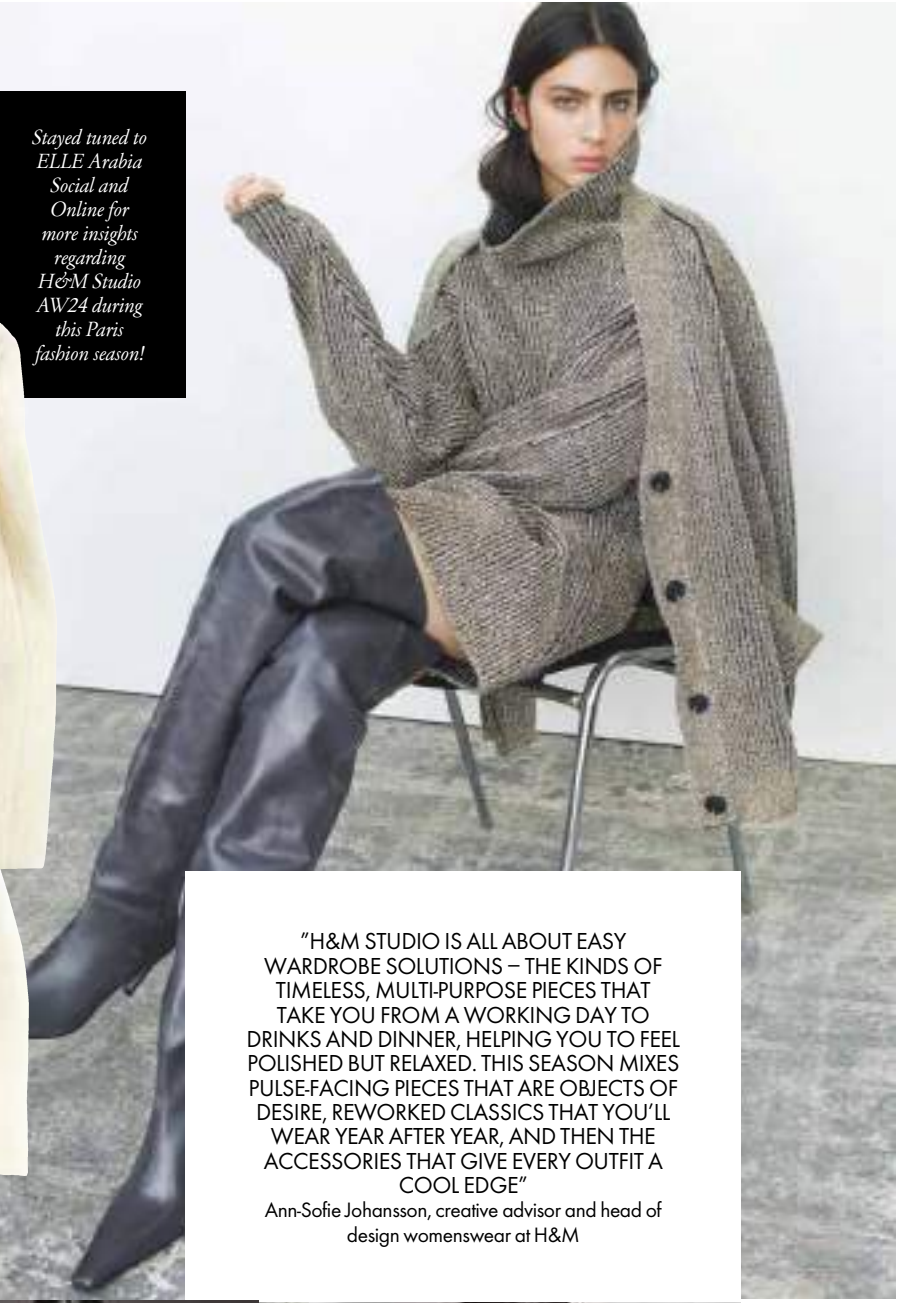 Stayed tuned to
ELLE Arabia
Social and
Online for
more insights
regarding
H&M Studio
AW24 during
this Paris
fashion season!
"H&M STUDIO IS ALL ABOUT EASY
WARDROBE SOLUTIONS – THE KINDS OF
TIMELESS, MULTI-PURPOSE PIECES THAT
TAKE YOU FROM A WORKING DAY TO
DRINKS AND DINNER, HELPING YOU TO FEEL
POLISHED BUT RELAXED. THIS SEASON MIXES
PULSE-FACING PIECES THAT ARE OBJECTS OF
DESIRE, REWORKED CLASSICS THAT YOU'LL
WEAR YEAR AFTER YEAR, AND THEN THE
ACCESSORIES THAT GIVE EVERY OUTFIT A
COOL EDGE"
Ann-Sofie Johansson, creative advisor and head of
design womenswear at H&M